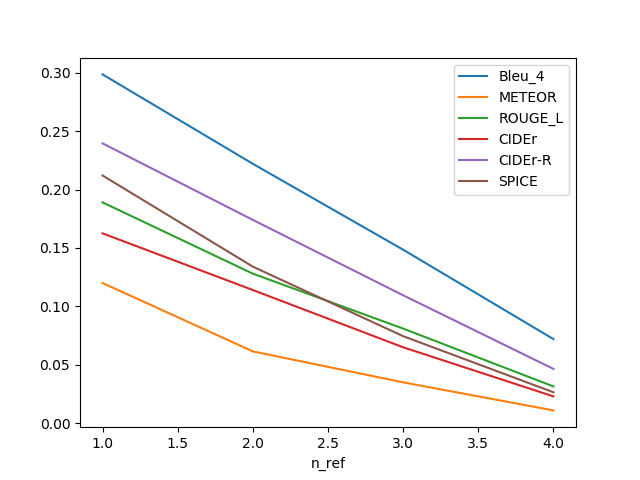 0.30
0.25
0.20
0.15
0.10
0.05
0.00
1.0 1.5 2.0 2.5 3.0 3.5 4.0
n_ref
Bleu_4
METEOR
ROUGE_L
CIDEr
CIDEr-R
SPICE